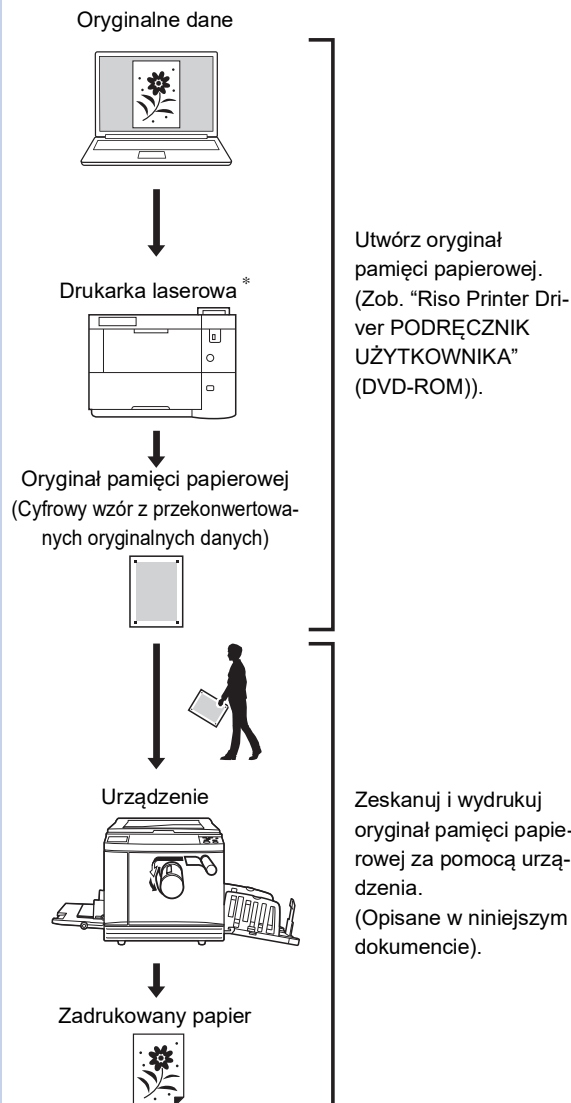 Oryginalne dane
Drukarka laserowa *
Utwórz oryginał
pamięci papierowej.
(Zob. “Riso Printer Dri-
ver PODRĘCZNIK
UŻYTKOWNIKA”
(DVD-ROM)).
Oryginał pamięci papierowej
(Cyfrowy wzór z przekonwertowa-
nych oryginalnych danych)
Urządzenie
Zeskanuj i wydrukuj
oryginał pamięci papie-
rowej za pomocą urzą-
dzenia.
(Opisane w niniejszym
dokumencie).
Zadrukowany papier